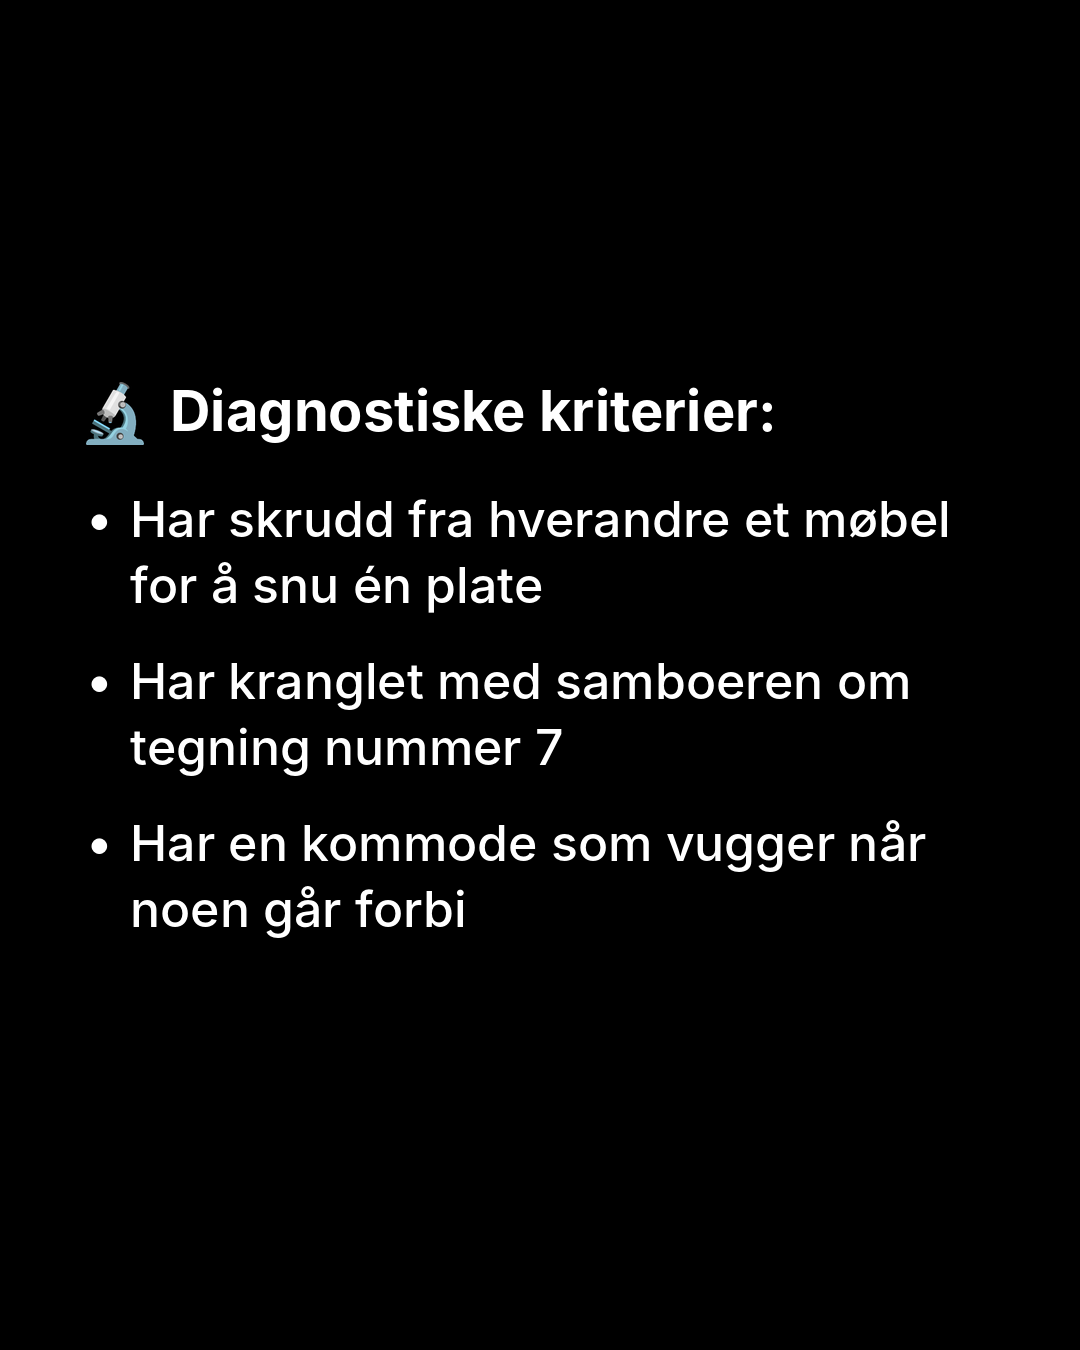 🔬 Diagnostiske kriterier:
• Har skrudd fra hverandre et møbel
for å snu én plate
• Har kranglet med samboeren om
tegning nummer 7
• Har en kommode som vugger når
noen går forbi